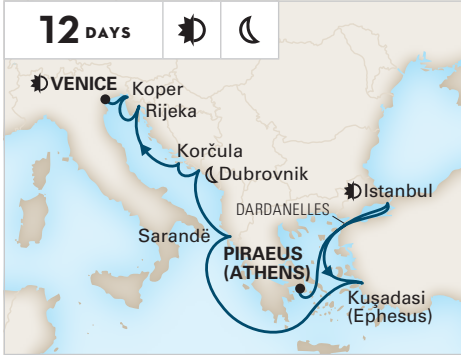 12 DAYS
VENICE
Koper
Rijeka
Korčula
Dubrovnik
Istanbul
DARDANELLES
Sarandë
PIRAEUS
(ATHENS)
Kuşadasi
(Ephesus)